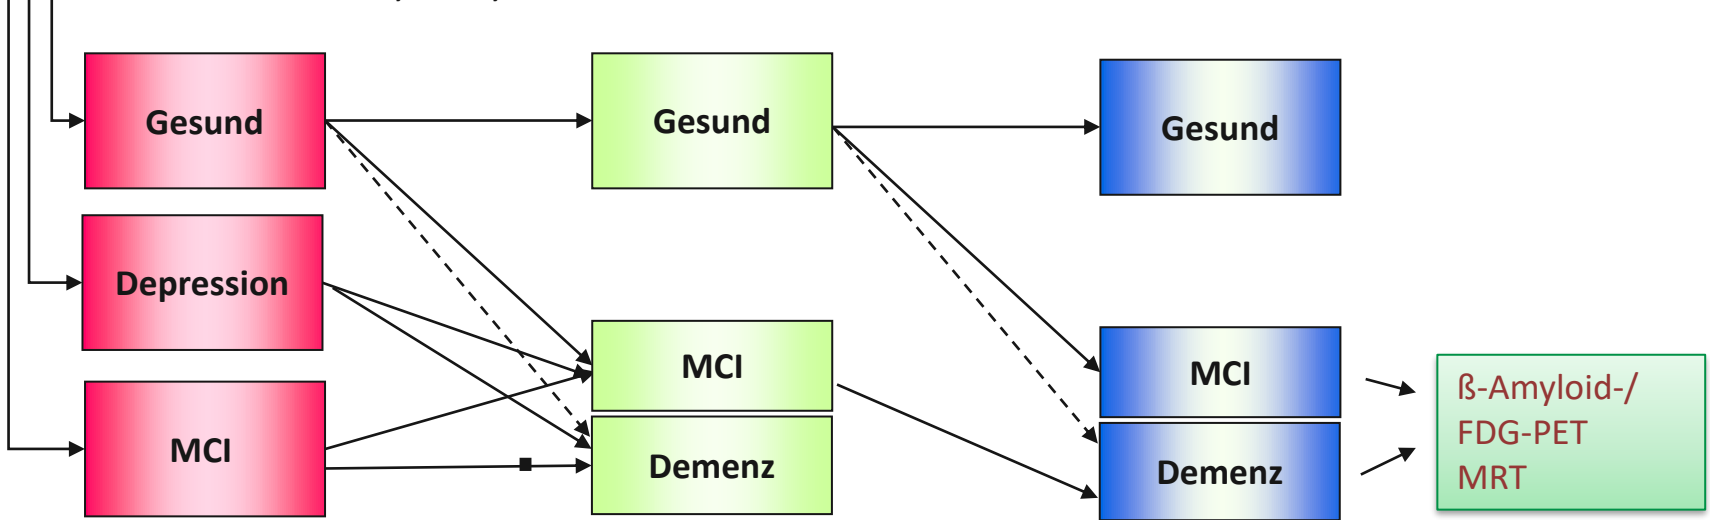 Gesund
Gesund
Gesund
Depression
MCI
MCI
MCI
Demenz
Demenz
ß-Amyloid-/
FDG-PET
MRT